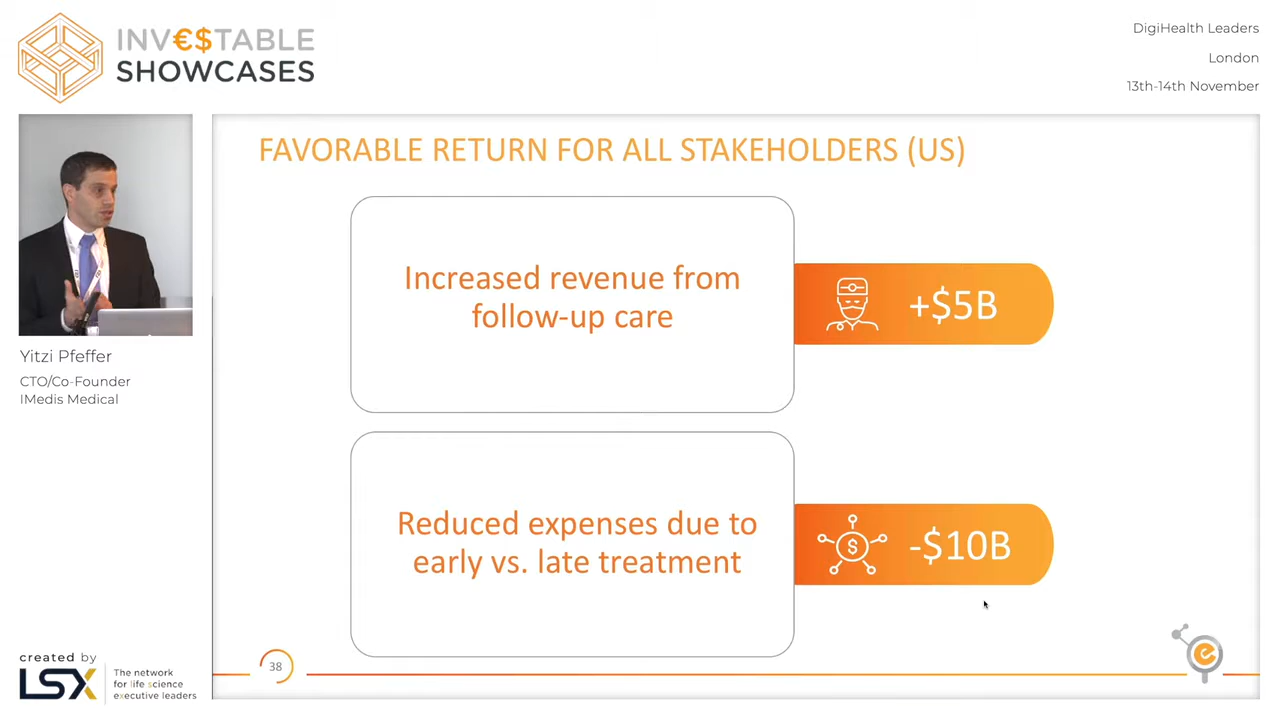 INV€$TABLE
SHOWCASES
DigiHealth Leaders
London
13th-14th November
FAVORABLE RETURN FOR ALL STAKEHOLDERS (US)
Increased revenue from
follow-up care
+$5B
Yitzi Pfeffer
CTO/Co-Founder
IMedis Medical
Reduced expenses due to
early vs. late treatment
$
-$10B
created by
LSX
The network
for life science
executive leaders
38
e